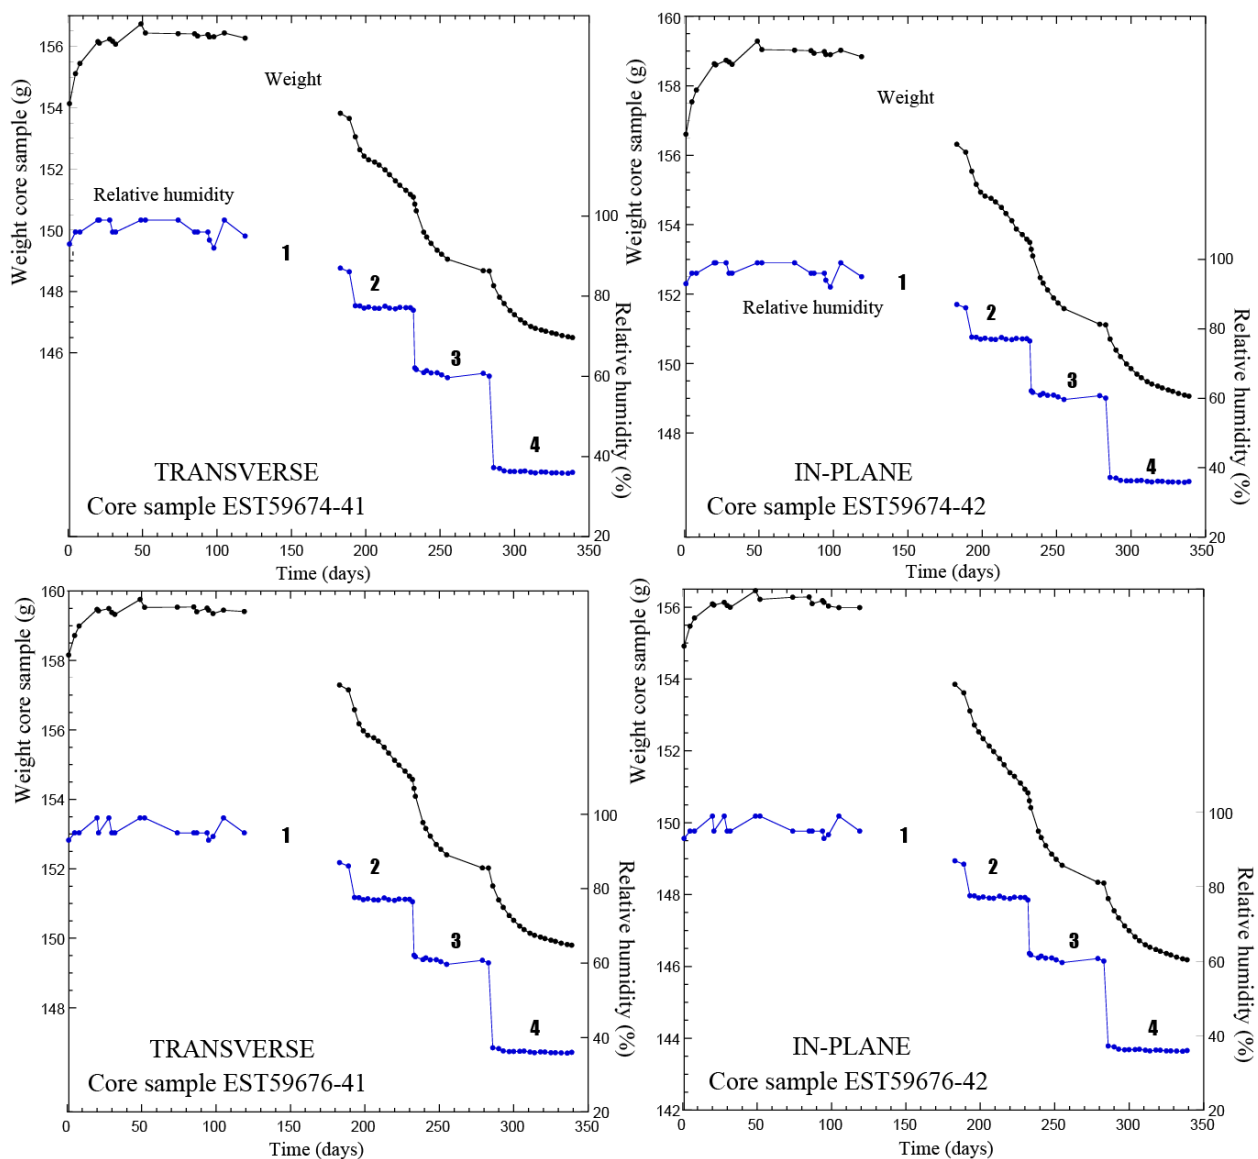 Weight core sample (g)
156
154
152
150
148
146
Weight
Relative humidity
1
2
3
4
100
80
60
40
20
Relative humidity (%)
TRANSVERSE
Core sample EST59674-41
0 50 100 150 200 250 300 350
Time (days)
Weight core sample (g)
160
158
156
154
152
150
148
Weight
Relative humidity
1
2
3
4
100
80
60
40
20
Relative humidity (%)
IN-PLANE
Core sample EST59674-42
0 50 100 150 200 250 300 350
Time (days)
Weight core sample (g)
160
158
156
154
152
150
148
1
2
3
4
100
80
60
40
20
Relative humidity (%)
TRANSVERSE
Core sample EST59676-41
0 50 100 150 200 250 300 350
Time (days)
Weight core sample (g)
156
154
152
150
148
146
144
142
1
2
3
4
100
80
60
40
20
Relative humidity (%)
IN-PLANE
Core sample EST59676-42
0 50 100 150 200 250 300 350
Time (days)